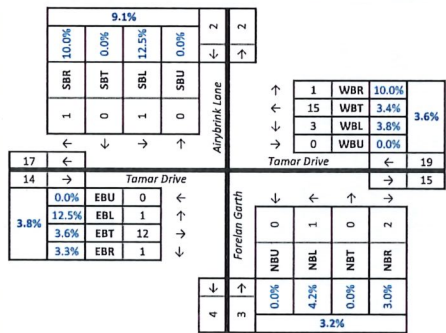 9.1%
10.0% 0.0% 12.5% 0.0%
SBR SBT SBL SBU
1 0 1 0
← ↓ → ↑
2 2
↓ ↑
Airybrink Lane
↑ 1 WBR 10.0%
← 15 WBT 3.4%
↓ 3 WBL 3.8%
→ 0 WBU 0.0%
3.6%
Tamar Drive ← 19
→ 15
17 ←
14 → Tamar Drive
3.8%
0.0% EBU 0 ←
12.5% EBL 1 ↑
3.6% EBT 12 →
3.3% EBR 1 ↓
Forelan Garth
↓ ← ↑ →
0 1 0 2
NBU NBL NBT NBR
0.0% 4.2% 0.0% 3.0%
3.2%
↓ ↑
4 3